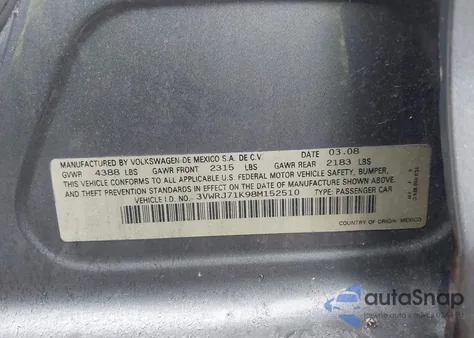 MANUFACTURED BY VOLKSWAGEN DE MEXICO S.A. DE C.V. 03.08
GVWR 4388 LBS GAWR FRONT 2315 LBS GAWR REAR 2183 LBS
THIS VEHICLE CONFORMS TO ALL APPLICABLE U.S. FEDERAL MOTOR VEHICLE SAFETY, BUMPER,
AND THEFT PREVENTION STANDARDS IN EFFECT ON THE DATE OF MANUFACTURE SHOWN ABOVE.
VEHICLE I.D. NO.- 3VWRJ71K98M152510 TYPE: PASSENGER CAR
COUNTRY OF ORIGIN: MEXICO
autoSnap